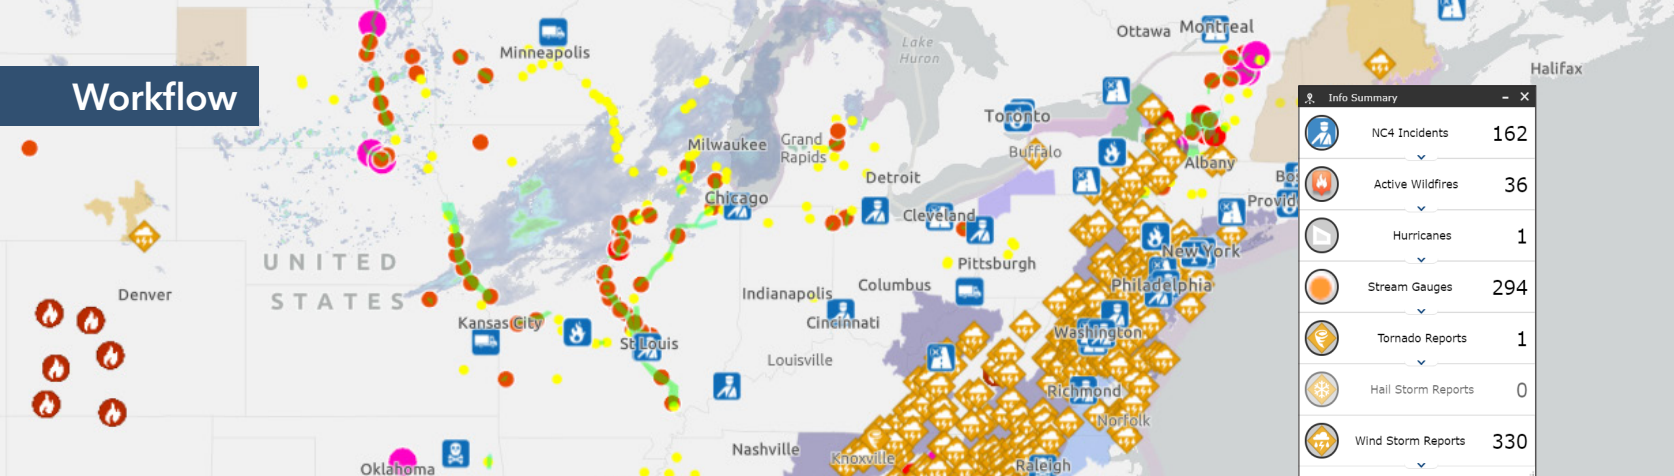 Workflow
Ottawa
Montreal
Minneapolis
Lake
Huron
Halifax
Toronto
Milwaukee
Grand
Rapids
Buffalo
Albany
Detroit
Chicago
Cleveland
Provid
UNITED
STATES
New York
Pittsburgh
Denver
Indianapolis
Columbus
Philadelphia
Kansas City
Cincinnati
Washington
St Louis
Louisville
Richmond
Norfolk
Nashville
Knoxville
Oklahoma
Raleigh
Info Summary
NC4 Incidents 162
Active Wildfires 36
Hurricanes 1
Stream Gauges 294
Tornado Reports 1
Hail Storm Reports 0
Wind Storm Reports 330